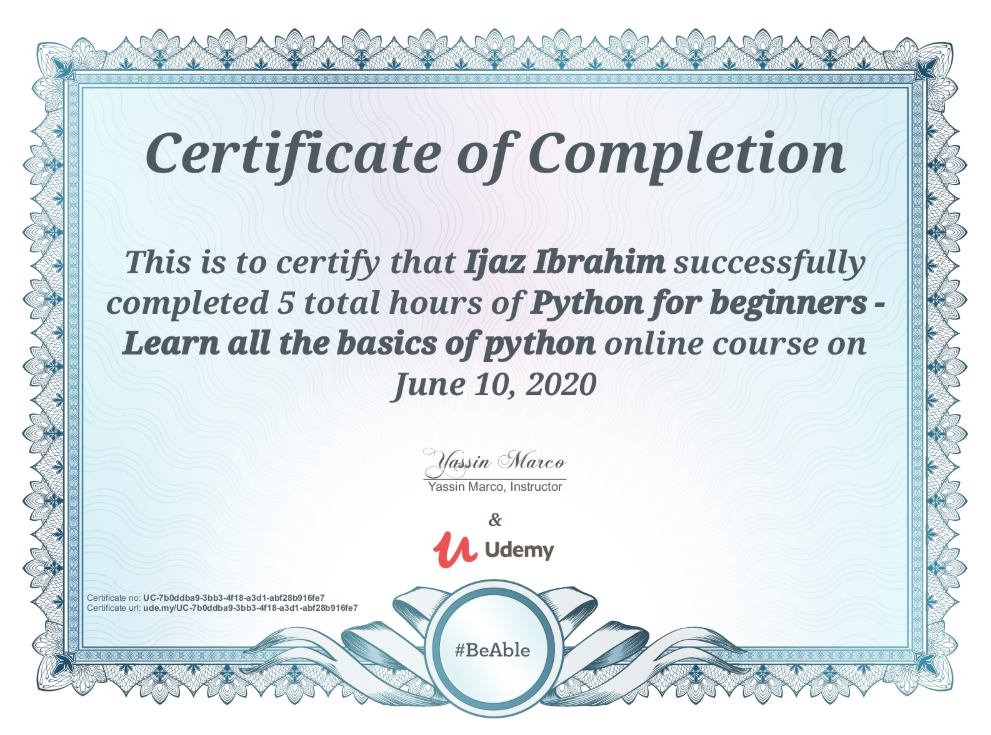 Certificate of Completion
This is to certify that Ijaz Ibrahim successfully
completed 5 total hours of Python for beginners -
Learn all the basics of python online course on
June 10, 2020
Yassin Marco
Yassin Marco, Instructor
&
Udemy
Certificate no: UC-7b0ddba9-3bb3-4f18-a3d1-abf28b916fe7
Certificate url: ude.my/UC-7b0ddba9-3bb3-4f18-a3d1-abf28b916fe7
#BeAble